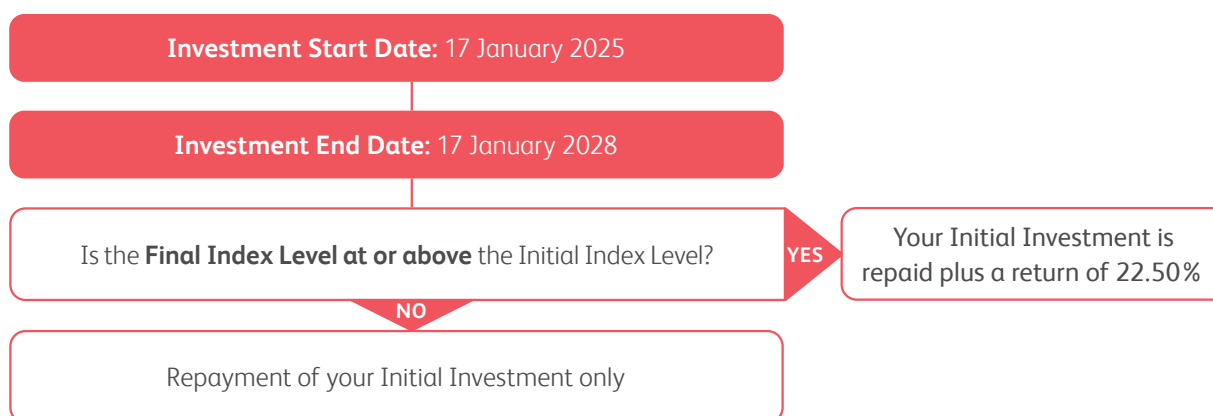 Investment Start Date: 17 January 2025
Investment End Date: 17 January 2028
Is the Final Index Level at or above the Initial Index Level?
YES
Your Initial Investment is
repaid plus a return of 22.50%
NO
Repayment of your Initial Investment only